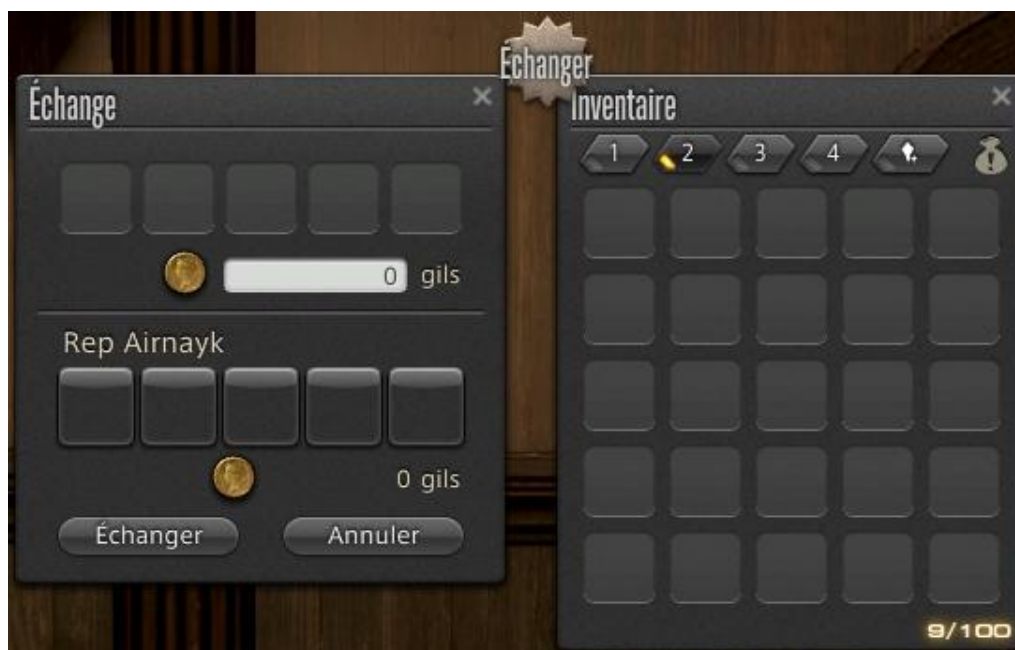 Échanger
Échange
0 gils
Rep Airnayk
0 gils
Échanger
Annuler
Inventaire
1 2 3 4
9/100